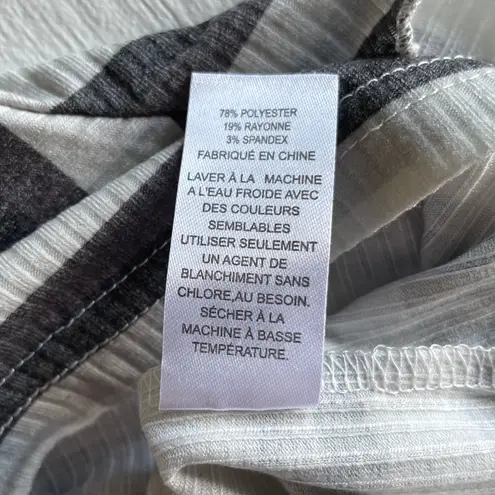 78% POLYESTER
19% RAYONNE
3% SPANDEX
FABRIQUÉ EN CHINE
LAVER À LA MACHINE
A L'EAU FROIDE AVEC
DES COULEURS
SEMBLABLES
UTILISER SEULEMENT
UN AGENT DE
BLANCHIMENT SANS
CHLORE,AU BESOIN.
SÉCHER À LA
MACHINE À BASSE
TEMPÉRATURE.